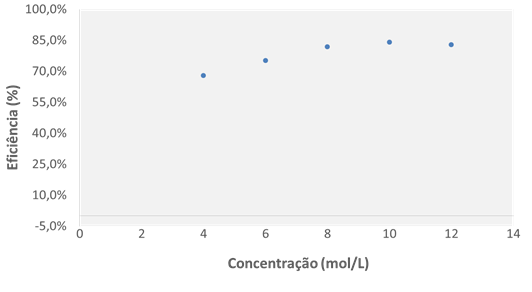 100,0%
85,0%
70,0%
55,0%
40,0%
25,0%
10,0%
-5,0%
0 2 4 6 8 10 12 14
Eficiência (%)
Concentração (mol/L)